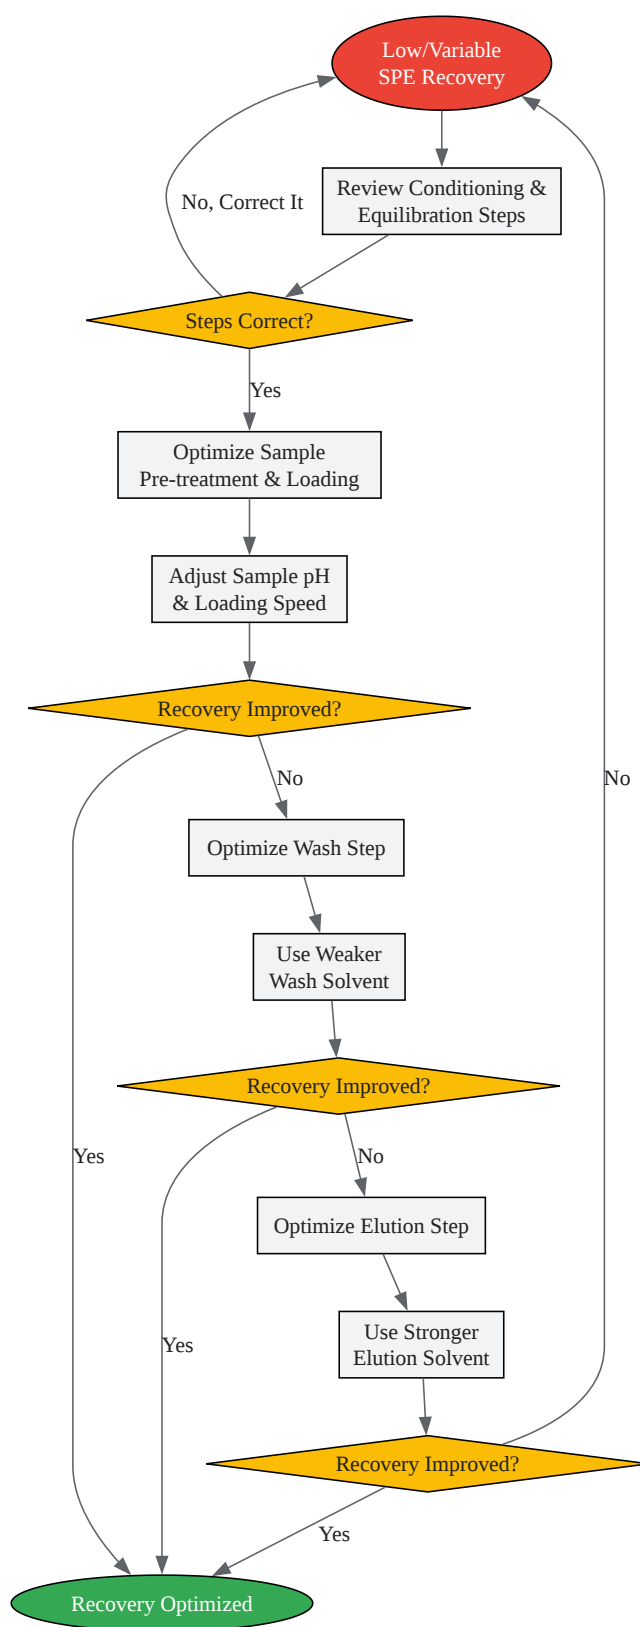 Low/Variable
SPE Recovery
Review Conditioning &
Equilibration Steps
No, Correct It
Steps Correct?
Yes
Optimize Sample
Pre-treatment & Loading
Adjust Sample pH
& Loading Speed
Recovery Improved?
No
No
Optimize Wash Step
Use Weaker
Wash Solvent
Recovery Improved?
Yes
No
Optimize Elution Step
Use Stronger
Elution Solvent
Yes
Recovery Improved?
Yes
Recovery Optimized